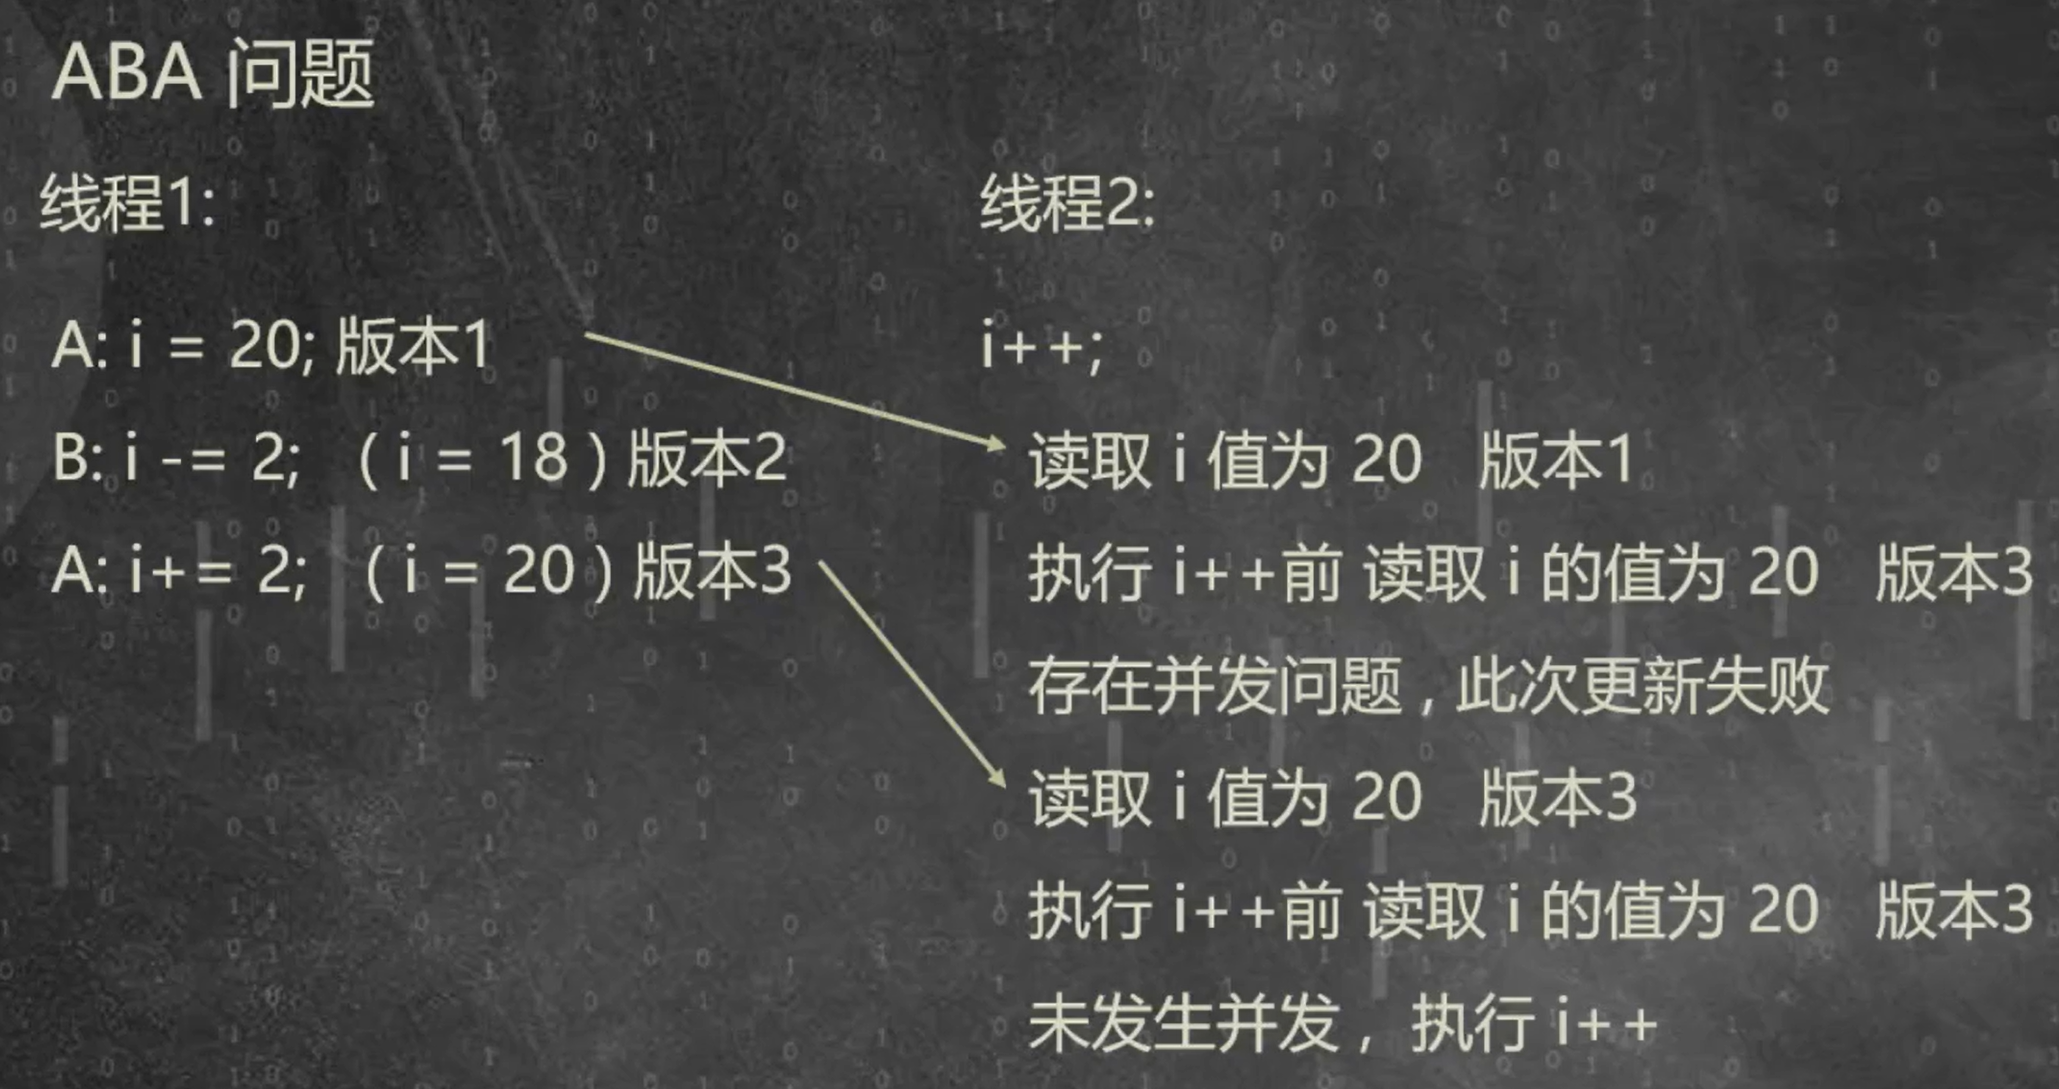 ABA 问题
线程1:
A: i = 20; 版本1
B: i -= 2; ( i = 18 ) 版本2
A: i+= 2; ( i = 20 ) 版本3
线程2:
i++;
读取 i 值为 20 版本1
执行 i++前 读取 i 的值为 20 版本3
存在并发问题，此次更新失败
读取 i 值为 20 版本3
执行 i++前 读取 i 的值为 20 版本3
未发生并发， 执行 i++